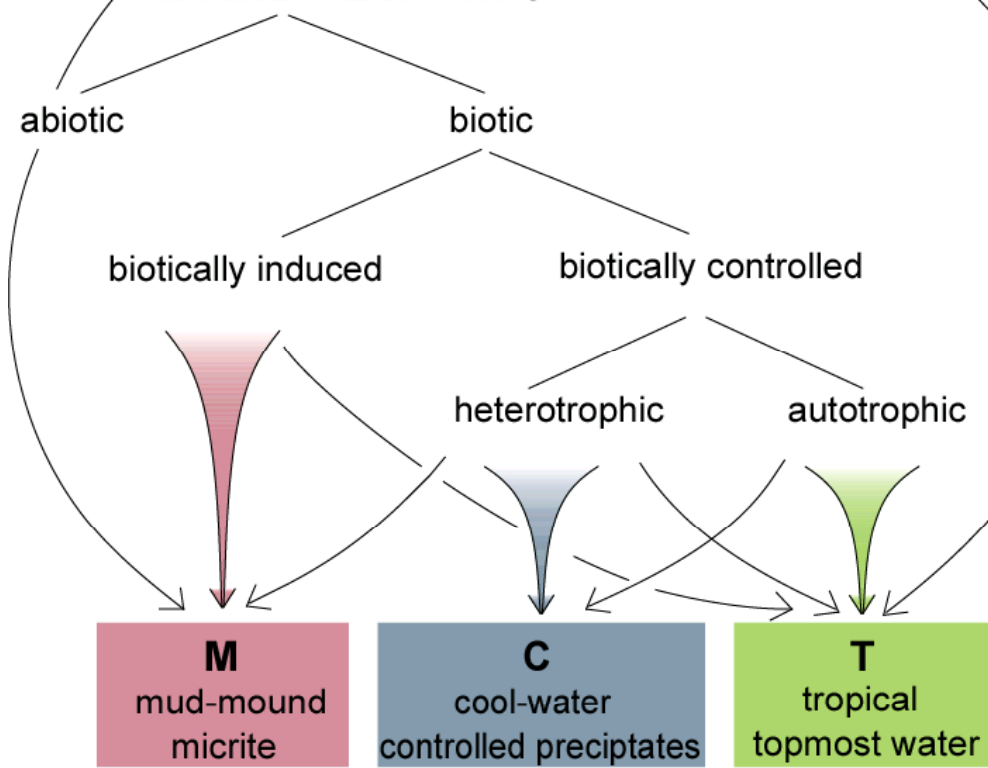 abiotic
biotic
biotically induced
biotically controlled
heterotrophic
autotrophic
M
mud-mound
micrite
C
cool-water
controlled preciptates
T
tropical
topmost water